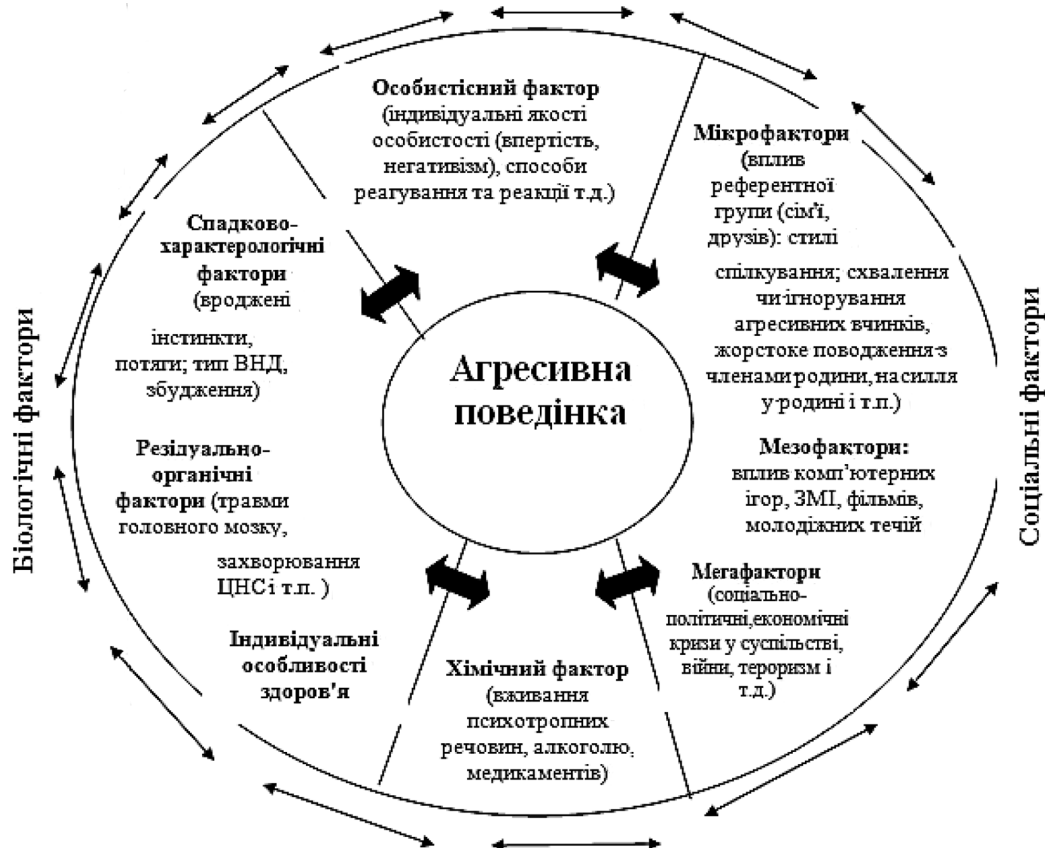 Особистісний фактор
(індивідуальні якості
особистості (впертість,
негативізм), способи
реагування та реакції т.д.)
Мікрофактори
(вплив
референтної
групи (сім'ї,
друзів): стилі
спілкування; схвалення
чи ігнорування
агресивних вчинків,
жорстоке поводження з
членами родини, насилля
у родині і т.п.)
Мезофактори:
вплив комп’ютерних
ігор, ЗМІ, фільмів,
молодіжних течій
Мегафактори
(соціально-
політичні,економічні
кризи у суспільстві,
війни, тероризм і
т.д.)
Соціальні фактори
Агресивна
поведінка
Хімічний фактор
(вживання
психотропних
речовин, алкоголю,
медикаментів)
Спадково-
характерологічні
фактори
(вроджені
інстинкти,
потяги; тип ВНД,
збудження)
Резідуально-
органічні
фактори (травми
головного мозку,
захворювання
ЦНС і т.п. )
Індивідуальні
особливості
здоров'я
Біологічні фактори